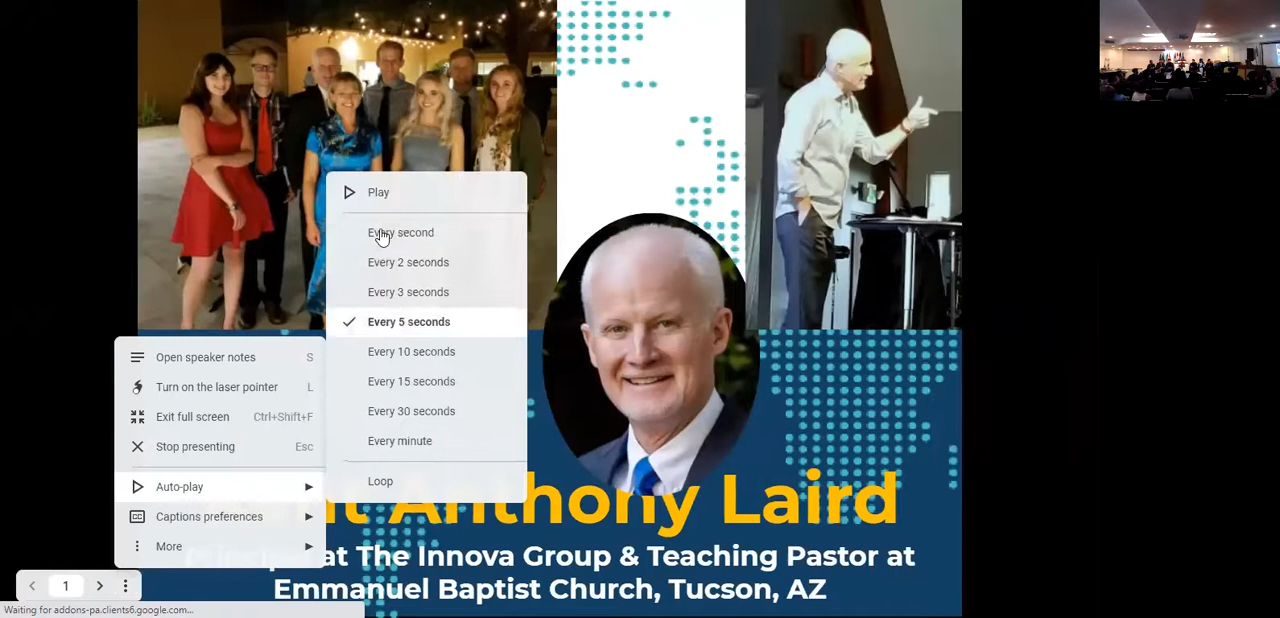 Play
Every second
Every 2 seconds
Every 3 seconds
Every 5 seconds
Every 10 seconds
Every 15 seconds
Every 30 seconds
Every minute
Loop
Open speaker notes S
Turn on the laser pointer L
Exit full screen Ctrl+Shift+F
Stop presenting Esc
Auto-play
Captions preferences
More
Anthony Laird
at The Innova Group & Teaching Pastor at
Emmanuel Baptist Church, Tucson, AZ
1
Waiting for addons-pa.clients6.google.com...